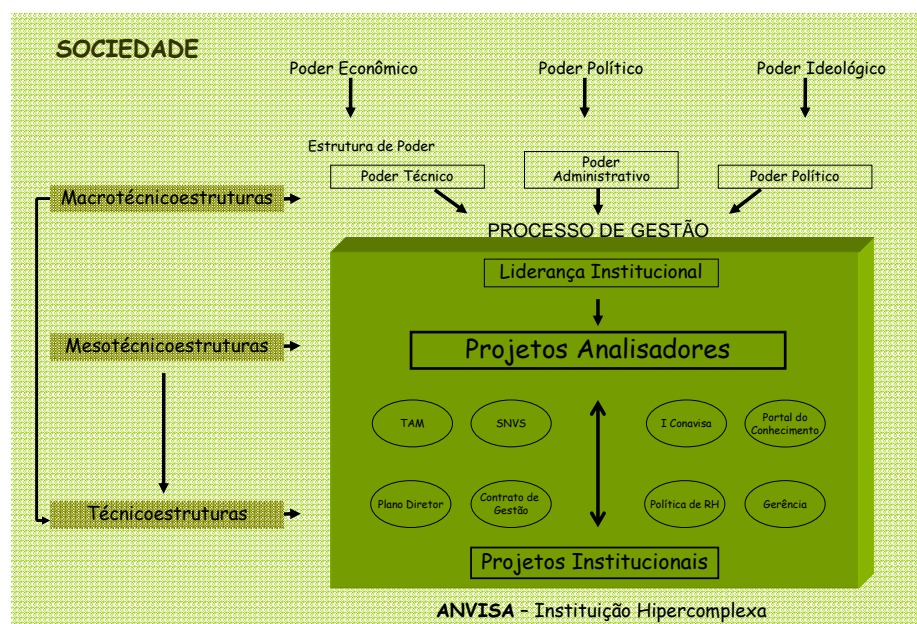 SOCIEDADE
Poder Econômico
Poder Político
Poder Ideológico
Estrutura de Poder
Poder Técnico
Poder
Administrativo
Poder Político
Macrotécnicoestruturas
PROCESSO DE GESTÃO
Liderança Institucional
Mesotécnicoestruturas
Projetos Analisadores
TAM
SNVS
I Conavisa
Portal do
Conhecimento
Plano Diretor
Contrato de
Gestão
Política de RH
Gerência
Técnicoestruturas
Projetos Institucionais
ANVISA – Instituição Hipercomplexa